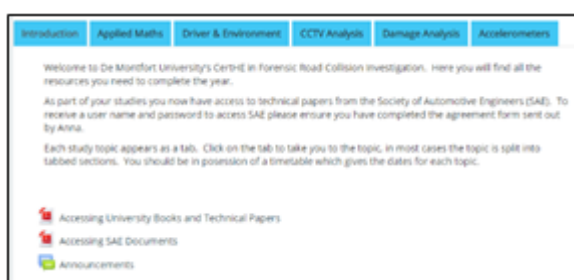 Introduction Applied Maths Driver & Environment CCTV Analysis Damage Analysis Accelerometers
Welcome to De Montfort University's CertHE in Forensic Road Collision Investigation. Here you will find all the
resources you need to complete the year.
As part of your studies you now have access to technical papers from the Society of Automotive Engineers (SAE). To
receive a user name and password to access SAE please ensure you have completed the agreement form sent out
by Anna.
Each study topic appears as a tab. Click on the tab to take you to the topic, in most cases the topic is split into
tabbed sections. You should be in posession of a timetable which gives the dates for each topic.
Accessing University Books and Technical Papers
Accessing SAE Documents
Announcements